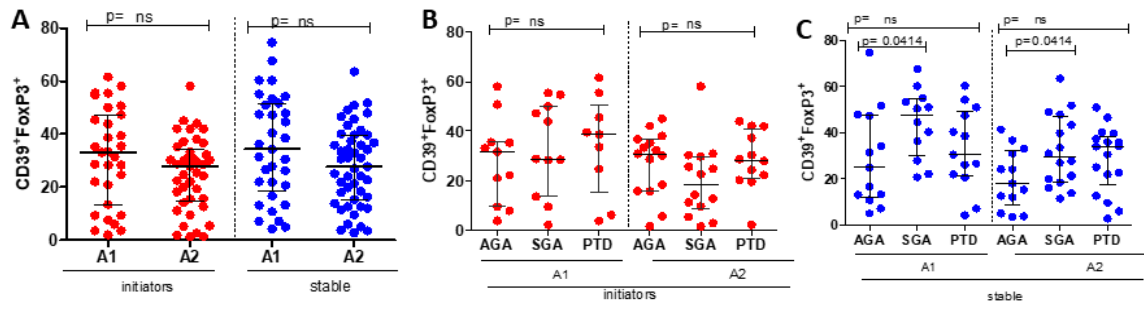 A
p= ns
p= ns
CD39+FoxP3+
80
60
40
20
0
A1
A2
A1
A2
initiators
stable
B
p= ns
p= ns
CD39+FoxP3+
80
60
40
20
0
AGA
SGA
PTD
AGA
SGA
PTD
A1
A2
initiators
C
p= ns
p= ns
p= 0.0414
p= 0.0414
CD39+FoxP3+
80
60
40
20
0
AGA
SGA
PTD
AGA
SGA
PTD
A1
A2
stable